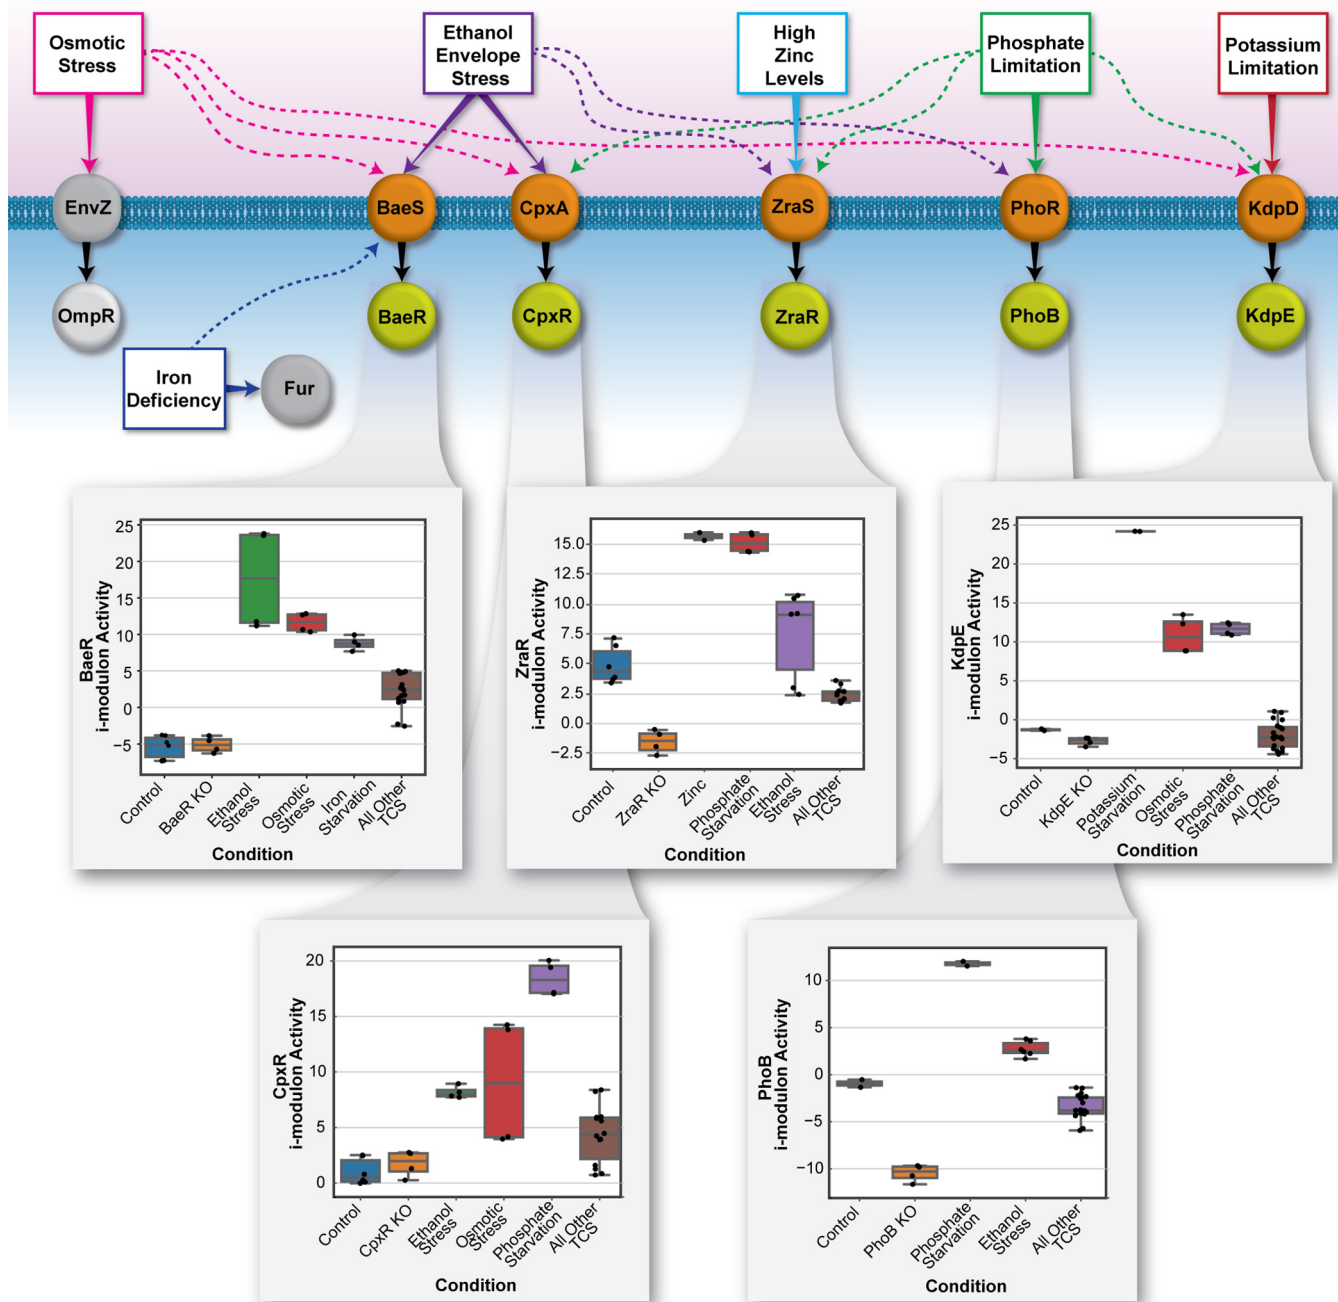 Osmotic
Stress
Ethanol
Envelope
Stress
High
Zinc
Levels
Phosphate
Limitation
Potassium
Limitation
EnvZ
BaeS
CpxA
ZraS
PhoR
KdpD
OmpR
BaeR
CpxR
ZraR
PhoB
KdpE
Iron
Deficiency
Fur
BaeR
i-modulon Activity
25
20
15
10
5
0
−5
Control
BaeR KO
Ethanol
Stress
Osmotic
Stress
Iron
Starvation
All Other
TCS
Condition
ZraR
i-modulon Activity
15.0
12.5
10.0
7.5
5.0
2.5
0.0
−2.5
Control
ZraR KO
Zinc
Phosphate
Starvation
Ethanol
Stress
All Other
TCS
Condition
KdpE
i-modulon Activity
25
20
15
10
5
0
−5
Control
KdpE KO
Potassium
Starvation
Osmotic
Stress
Phosphate
Starvation
All Other
TCS
Condition
CpxR
i-modulon Activity
20
15
10
5
0
Control
CpxR KO
Ethanol
Stress
Osmotic
Stress
Phosphate
Starvation
All Other
TCS
Condition
PhoB
i-modulon Activity
10
5
0
−5
−10
Control
PhoB KO
Phosphate
Starvation
Ethanol
Stress
All Other
TCS
Condition